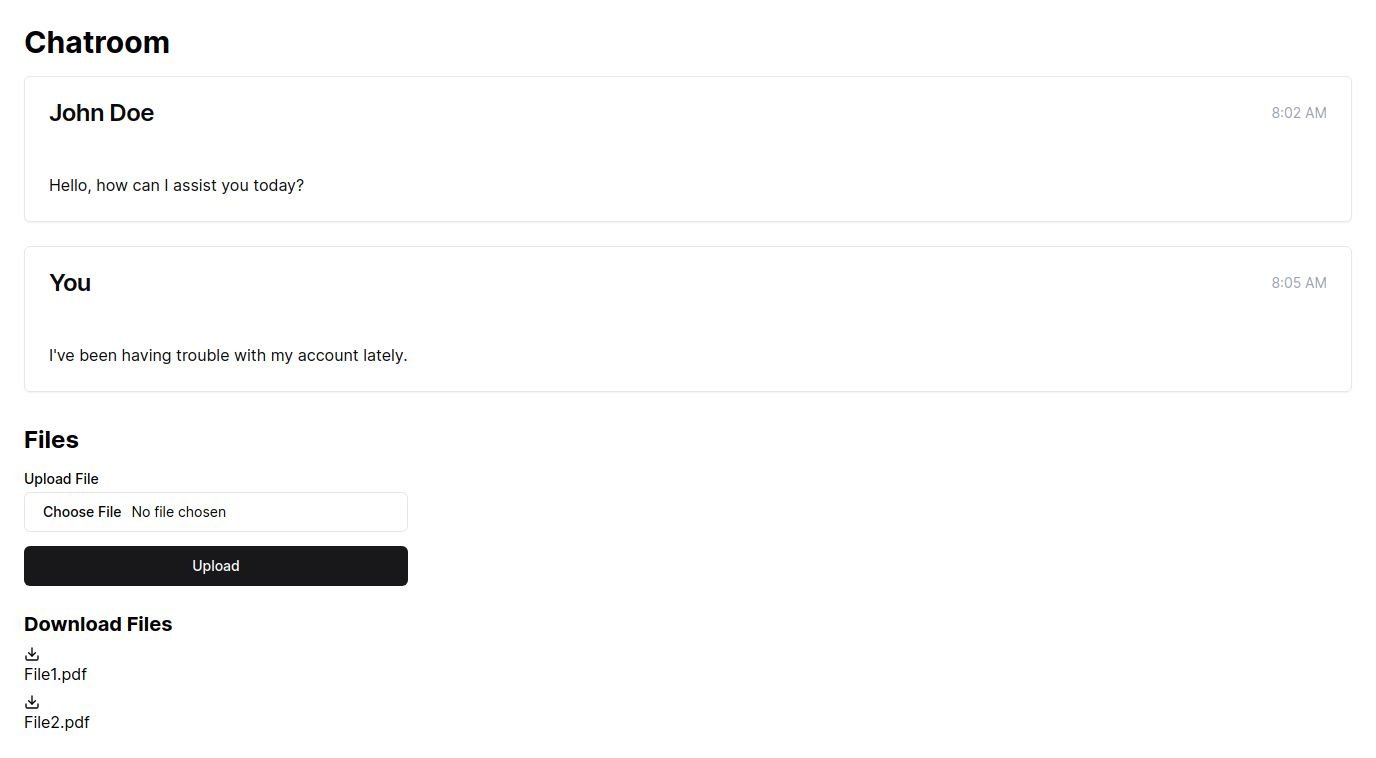 Chatroom
John Doe 8:02 AM
Hello, how can I assist you today?
You 8:05 AM
I've been having trouble with my account lately.
Files
Upload File
Choose File No file chosen
Upload
Download Files
File1.pdf
File2.pdf